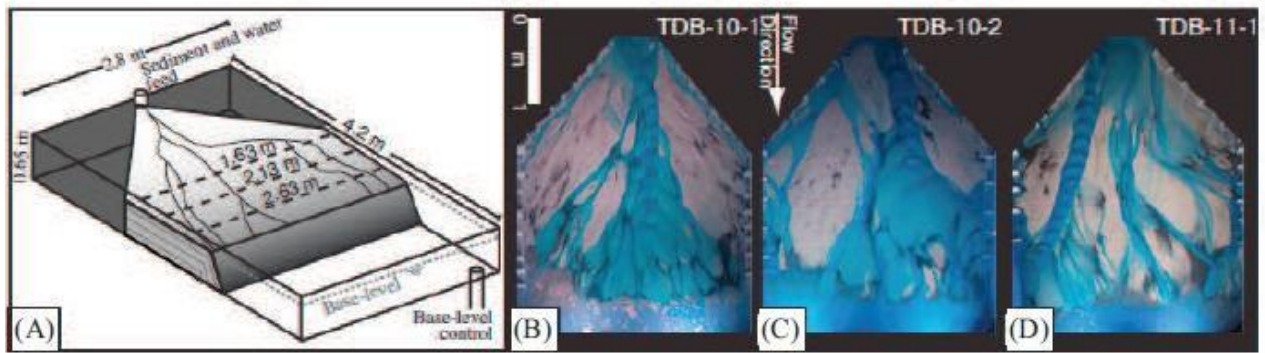 2.8 m
Sediment and water
feed
4.2 m
0.65 m
1.63 m
2.13 m
2.63 m
Base-level
Base-level
control
(A)
0
m
1
TDB-10-1
(B)
Flow
Direction
TDB-10-2
(C)
TDB-11-1
(D)